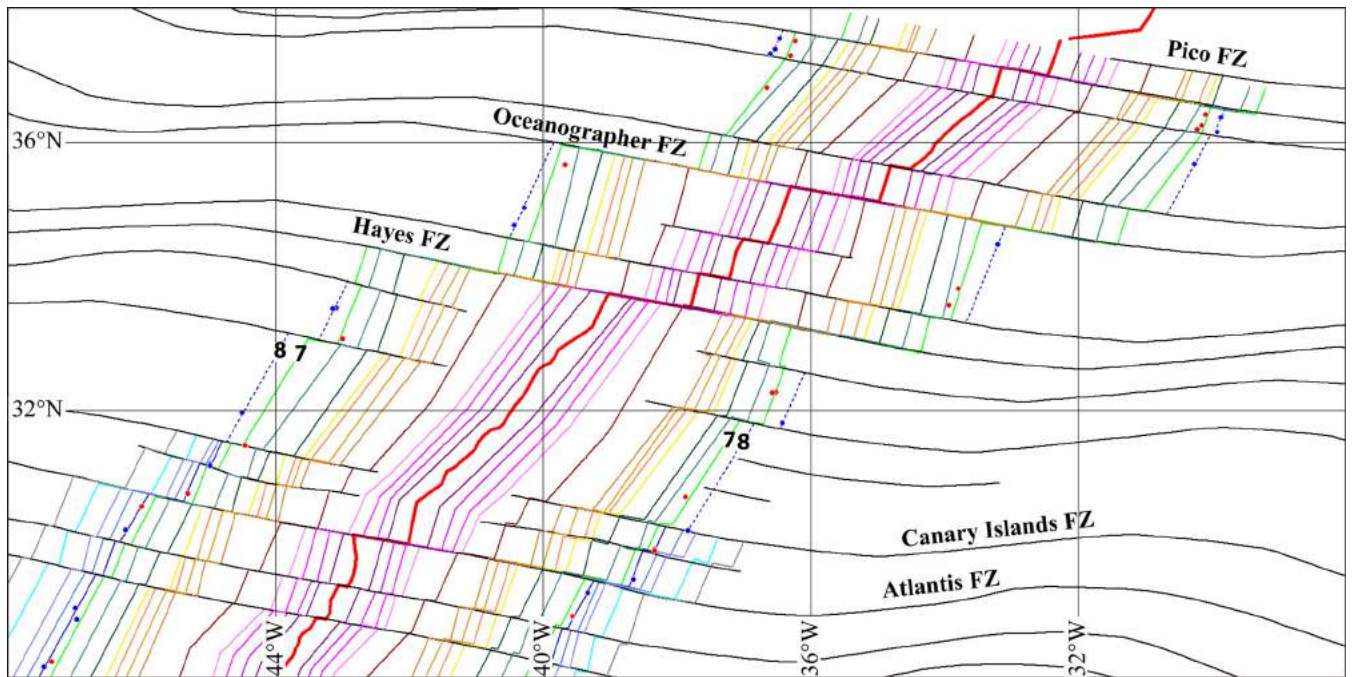 Pico FZ
Oceanographer FZ
36°N
Hayes FZ
8 7
32°N
78
Canary Islands FZ
Atlantis FZ
44°W
40°W
36°W
32°W